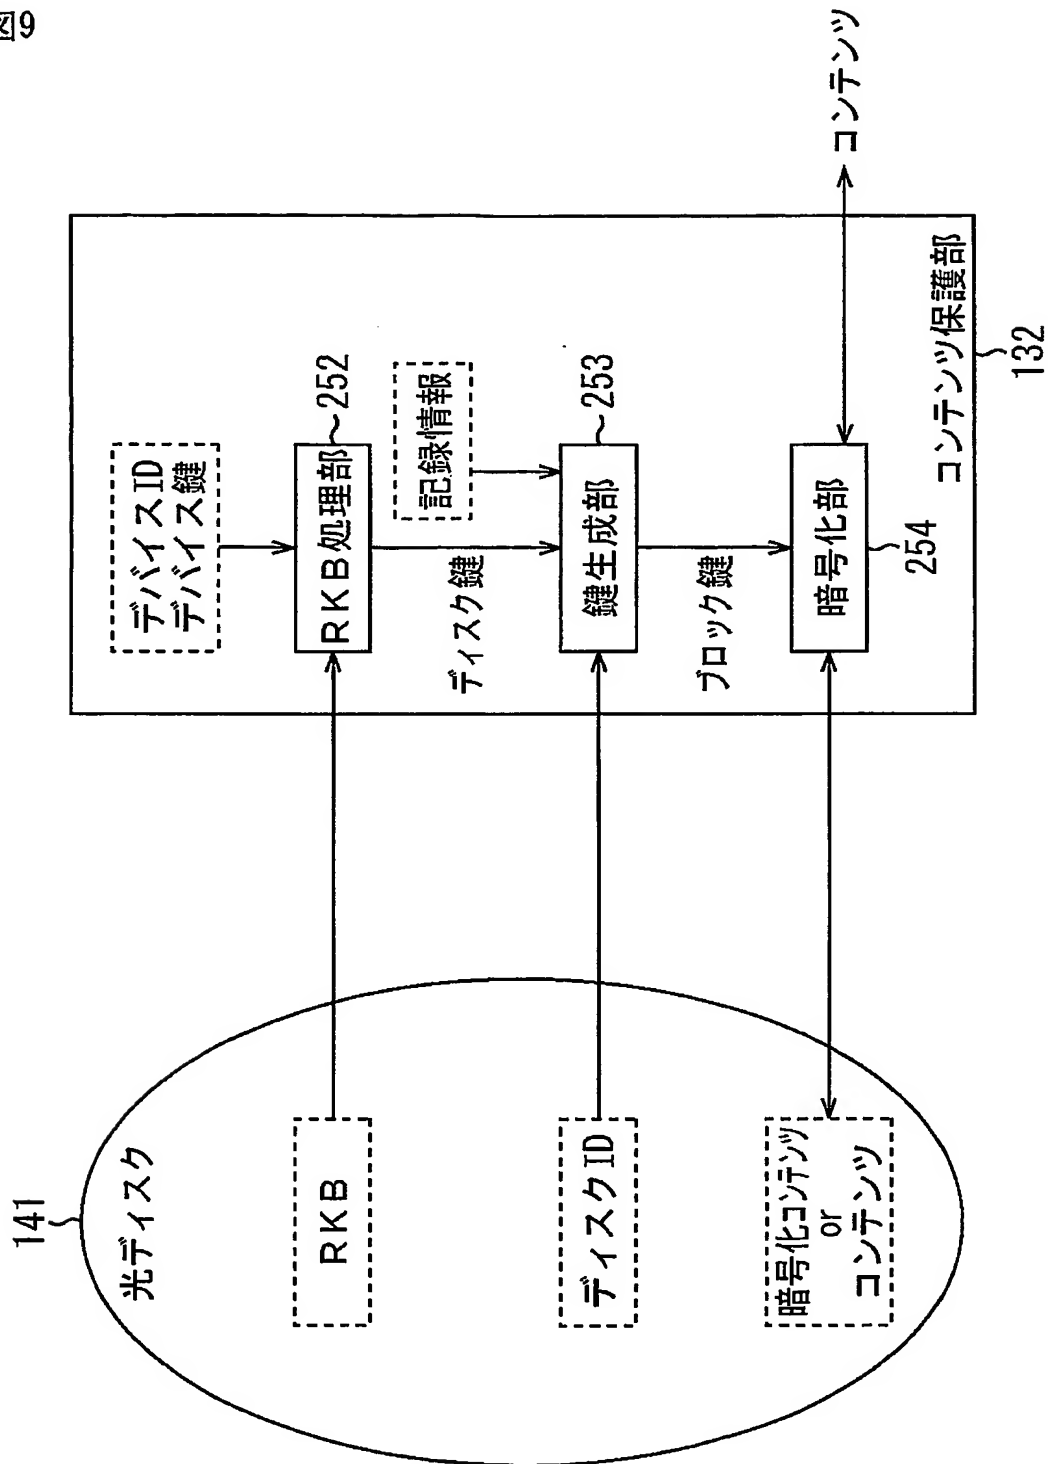 図9
141
光ディスク
RKB
ディスクID
暗号化コンテンツ
or
コンテンツ
デバイスID
デバイス鍵
RKB処理部
252
記録情報
ディスク鍵
鍵生成部
253
ブロック鍵
暗号化部
254
コンテンツ保護部
132
コンテンツ